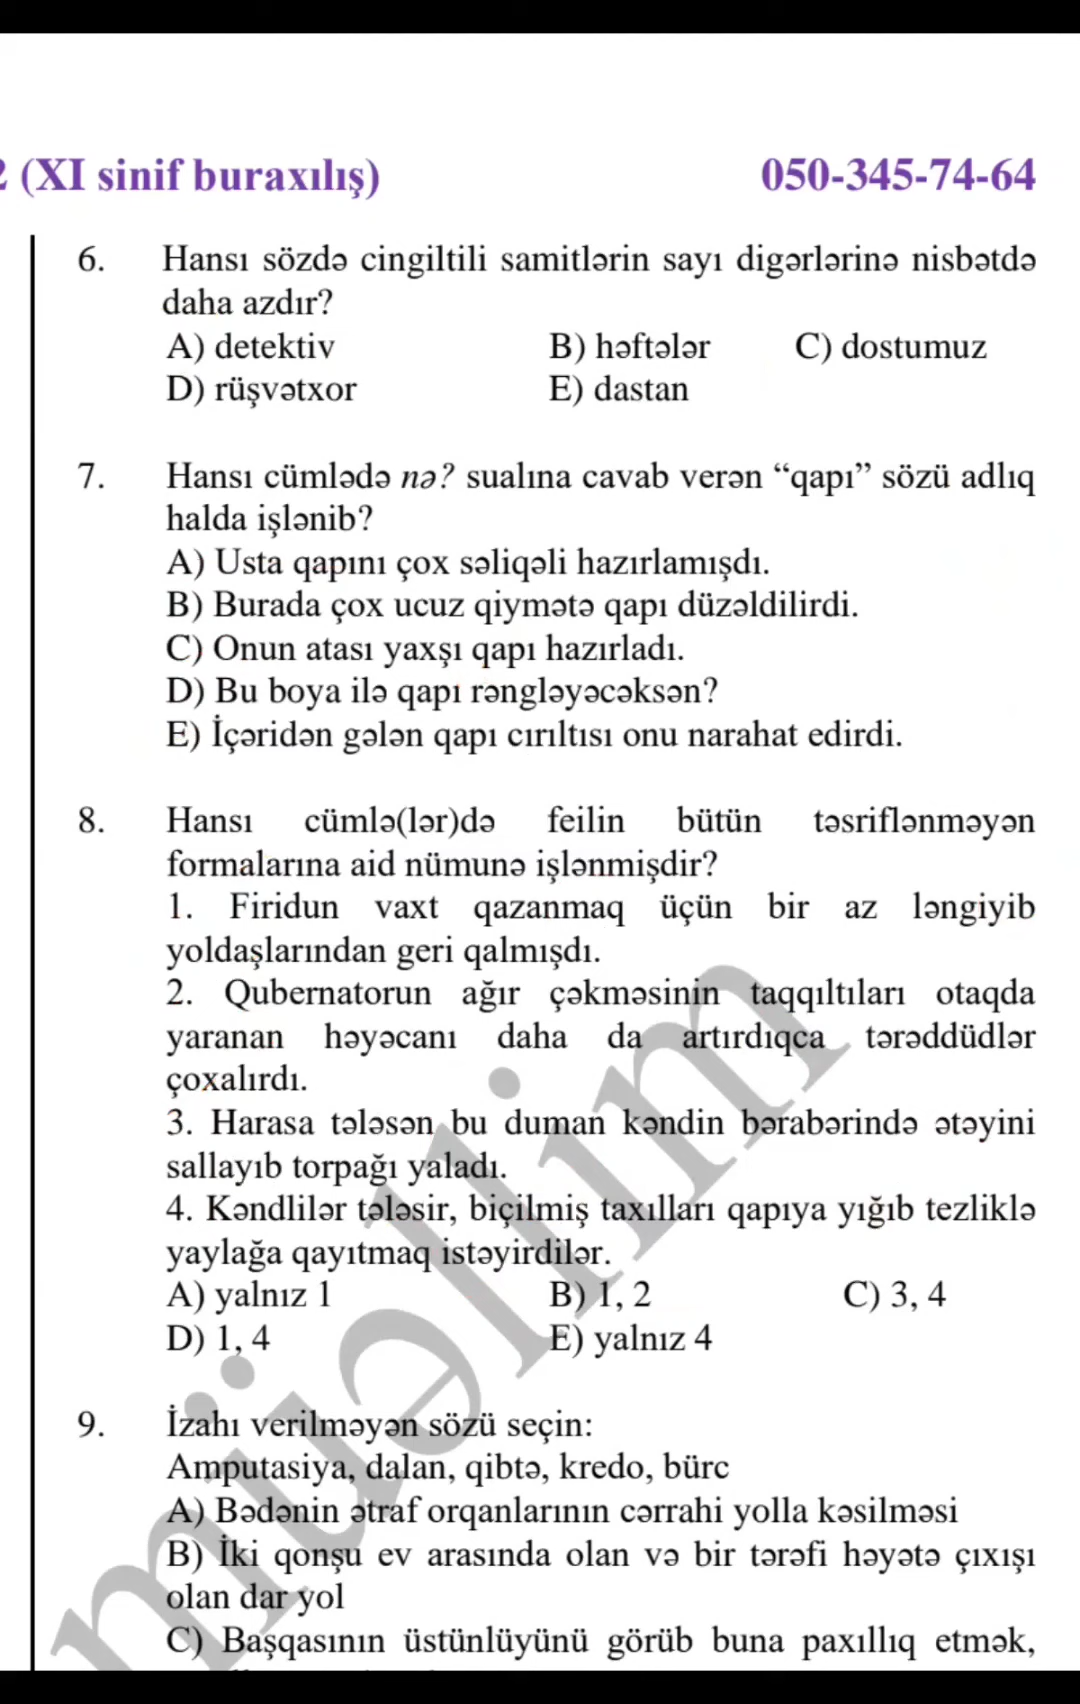 2 (XI sinif buraxılış) 050-345-74-64
6. Hansı sözdə cingiltili samitlərin sayı digərlərinə nisbətdə
daha azdır?
A) detektiv B) həftələr C) dostumuz
D) rüşvətxor E) dastan
7. Hansı cümlədə nə? sualına cavab verən “qapı” sözü adlıq
halda işlənib?
A) Usta qapını çox səliqəli hazırlamışdı.
B) Burada çox ucuz qiymətə qapı düzəldilirdi.
C) Onun atası yaxşı qapı hazırladı.
D) Bu boya ilə qapı rəngləyəcəksən?
E) İçəridən gələn qapı cırıltısı onu narahat edirdi.
8. Hansı cümlə(lər)də feilin bütün təsriflənməyən
formalarına aid nümunə işlənmişdir?
1. Firidun vaxt qazanmaq üçün bir az ləngiyib
yoldaşlarından geri qalmışdı.
2. Qubernatorun ağır çəkməsinin taqqıltıları otaqda
yaranan həyəcanı daha da artırdıqca tərəddüdlər
çoxalırdı.
3. Harasa tələsən bu duman kəndin bərabərində ətəyini
sallayıb torpağı yaladı.
4. Kəndlilər tələsir, biçilmiş taxılları qapıya yığıb tezliklə
yaylağa qayıtmaq istəyirdilər.
A) yalnız 1 B) 1, 2 C) 3, 4
D) 1, 4 E) yalnız 4
9. İzahı verilməyən sözü seçin:
Amputasiya, dalan, qibtə, kredo, bürc
A) Bədənin ətraf orqanlarının cərrahi yolla kəsilməsi
B) İki qonşu ev arasında olan və bir tərəfi həyətə çıxışı
olan dar yol
C) Başqasının üstünlüyünü görüb buna paxıllıq etmək,
müəllim